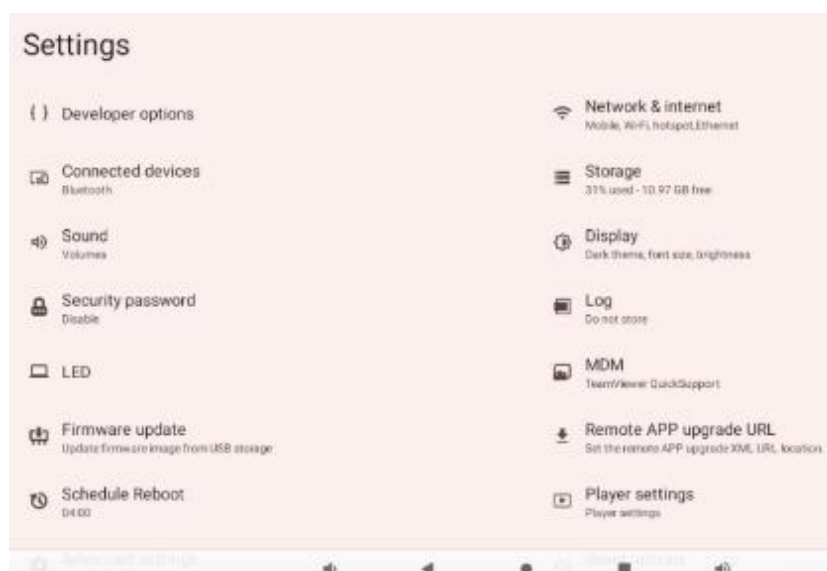 Settings
Developer options
Network & internet
Mobile, Wi-Fi, hotspot,Ethernet
Connected devices
Bluetooth
Storage
31% used - 10.97 GB free
Sound
Volumes
Display
Dark theme, font size, brightness
Security password
Disable
Log
Do not store
LED
MDM
TeamViewer QuickSupport
Firmware update
Update firmware image from USB storage
Remote APP upgrade URL
Set the remote APP upgrade XML URL location.
Schedule Reboot
04:00
Player settings
Player settings
Advanced settings